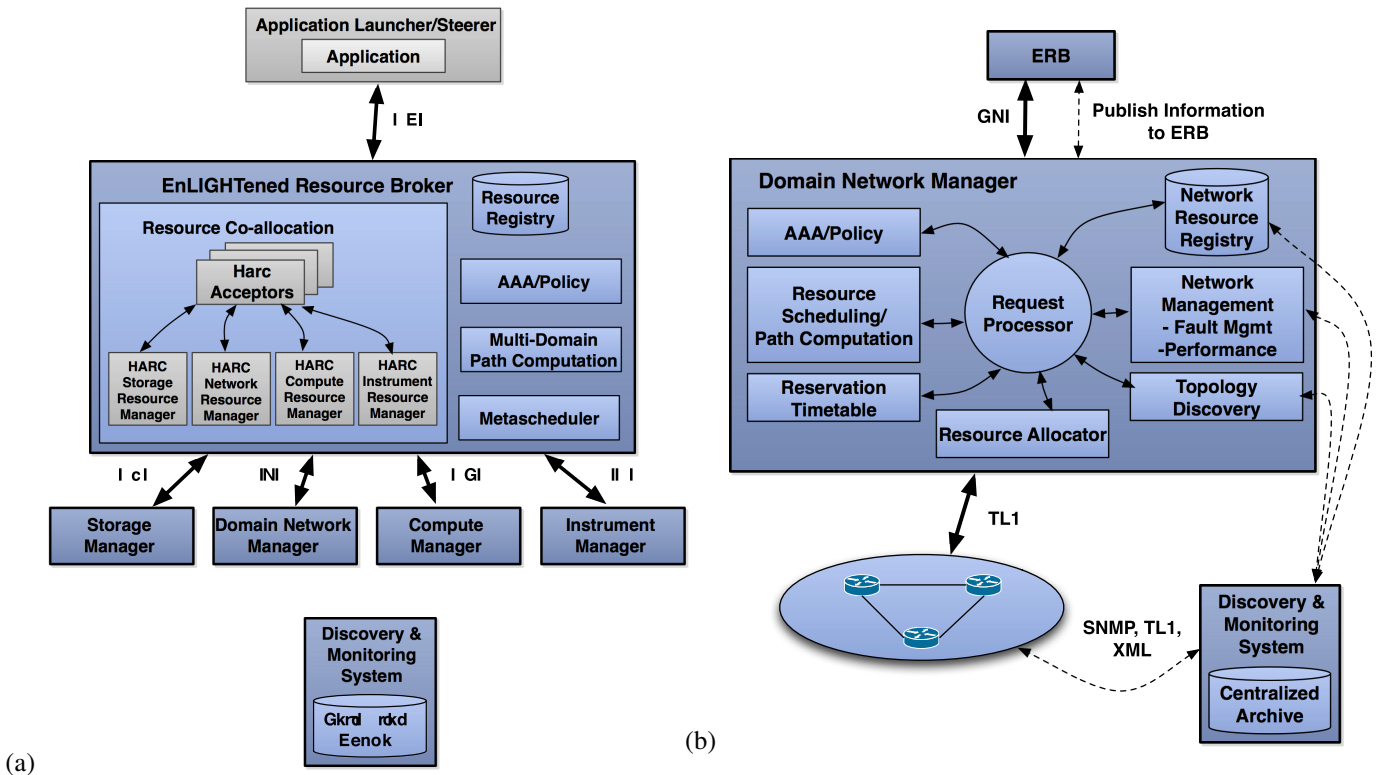 Application Launcher/Steerer
Application
EnLIGHTened Resource Broker
Resource
Registry
Resource Co-allocation
Harc
Acceptors
AAA/Policy
Multi-Domain
Path Computation
Metascheduler
HARC
Storage
Resource
Manager
HARC
Network
Resource
Manager
HARC
Compute
Resource
Manager
HARC
Instrument
Resource
Manager
Storage
Manager
Domain Network
Manager
Compute
Manager
Instrument
Manager
Discovery &
Monitoring
System
(a)
ERB
GNI
Publish Information
to ERB
Domain Network Manager
Network
Resource
Registry
AAA/Policy
Resource
Scheduling/
Path Computation
Request
Processor
Network
Management
- Fault Mgmt
-Performance
Reservation
Timetable
Topology
Discovery
Resource Allocator
TL1
SNMP, TL1,
XML
Discovery &
Monitoring
System
Centralized
Archive
(b)